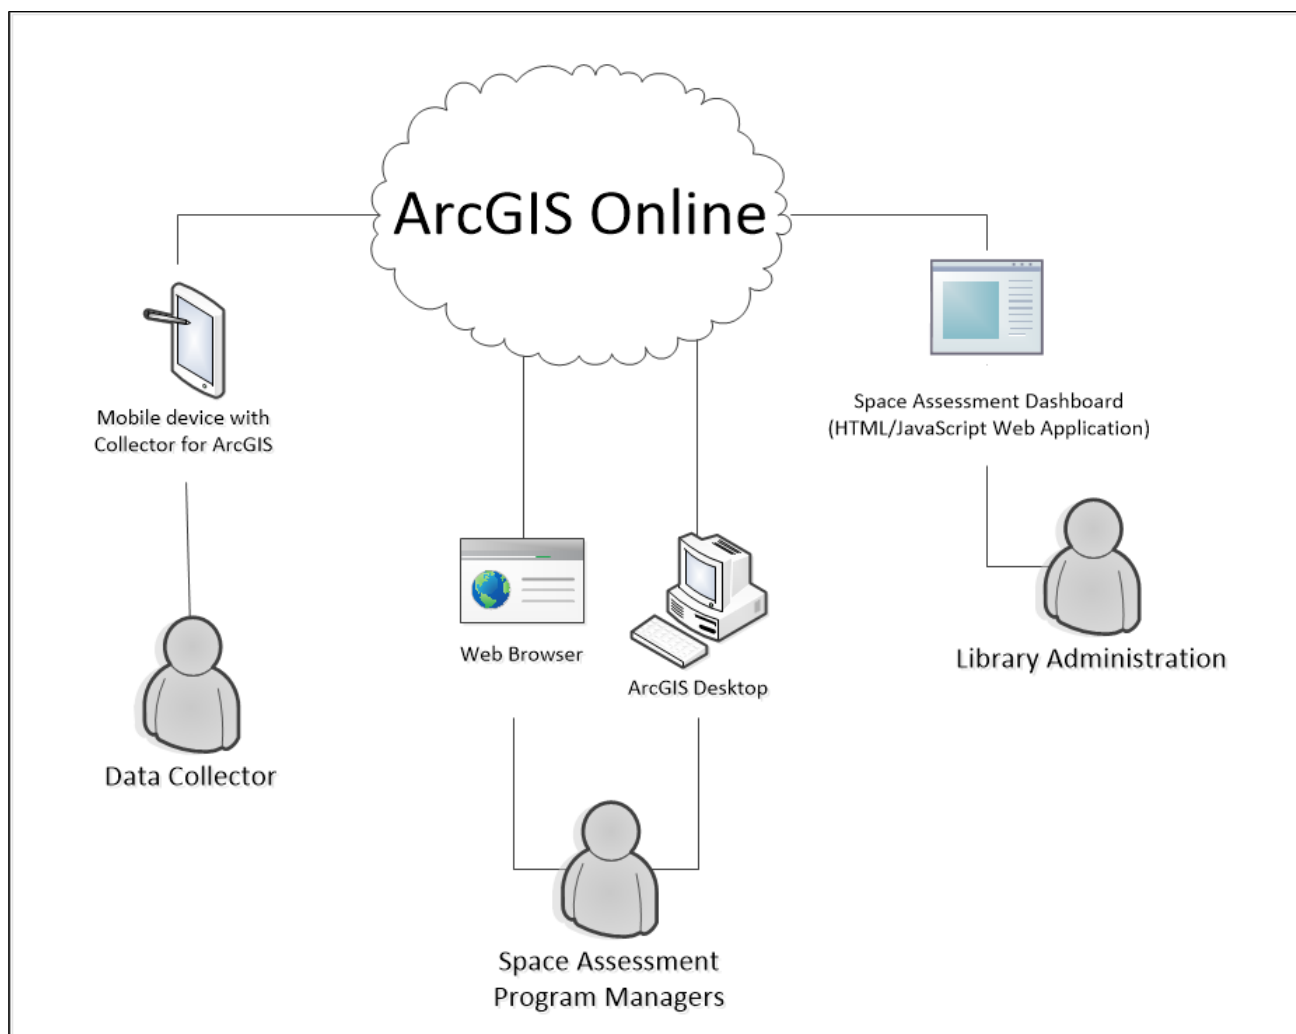 ArcGIS Online
Mobile device with
Collector for ArcGIS
Space Assessment Dashboard
(HTML/JavaScript Web Application)
Web Browser
ArcGIS Desktop
Library Administration
Data Collector
Space Assessment
Program Managers